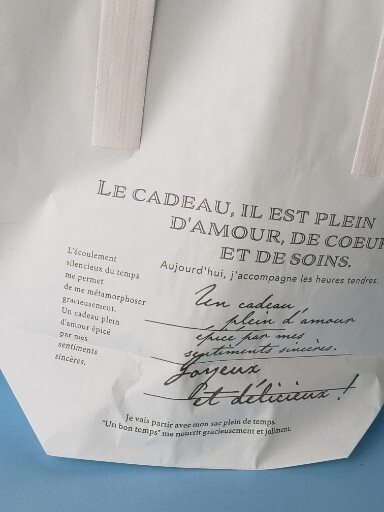 LE CADEAU, IL EST PLEIN
D'AMOUR, DE COEUR
ET DE SOINS.
Aujourd'hui, j'accompagne les heures tendres.
L'écoulement
silencieux du temps
me permet
de me métamorphoser
gracieusement.
Un cadeau plein
d'amour épicé
par mes
sentiments
sincères.
Un cadeau
plein d'amour
épice par mes
sentiments sincères.
Joyeux
et délicieux !
Je vais partir avec mon sac plein de temps.
"Un bon temps" me nourrit gracieusement et joliment.